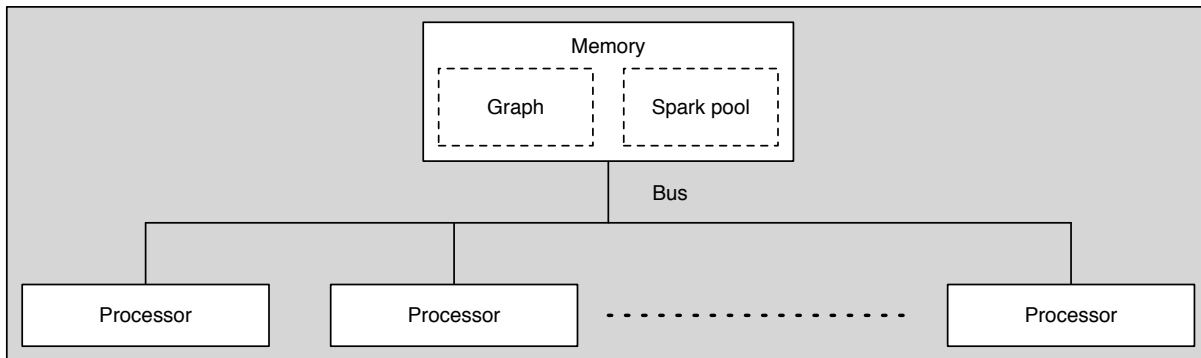 Memory
Graph
Spark pool
Bus
Processor
Processor
Processor